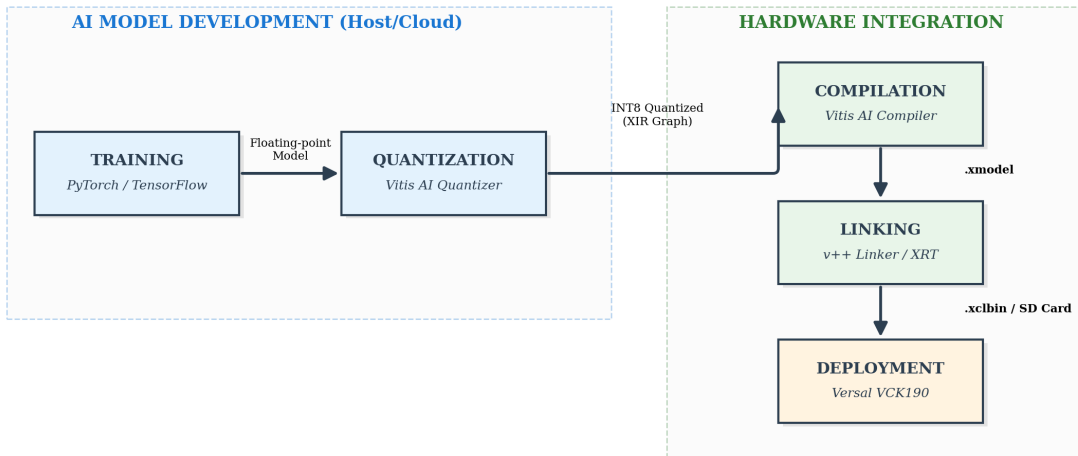 AI MODEL DEVELOPMENT (Host/Cloud)
TRAINING
PyTorch / TensorFlow
Floating-point
Model
QUANTIZATION
Vitis AI Quantizer
INT8 Quantized
(XIR Graph)
HARDWARE INTEGRATION
COMPILATION
Vitis AI Compiler
.xmodel
LINKING
v++ Linker / XRT
.xclbin / SD Card
DEPLOYMENT
Versal VCK190